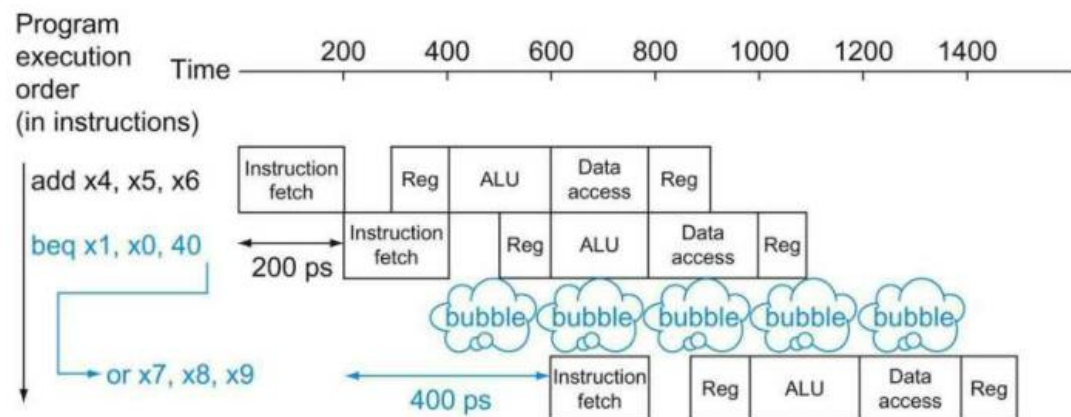 Program
execution
order
(in instructions)
Time
200 400 600 800 1000 1200 1400
add x4, x5, x6
Instruction
fetch
Reg
ALU
Data
access
Reg
beq x1, x0, 40
200 ps
Instruction
fetch
Reg
ALU
Data
access
Reg
bubble bubble bubble bubble bubble
or x7, x8, x9
400 ps
Instruction
fetch
Reg
ALU
Data
access
Reg